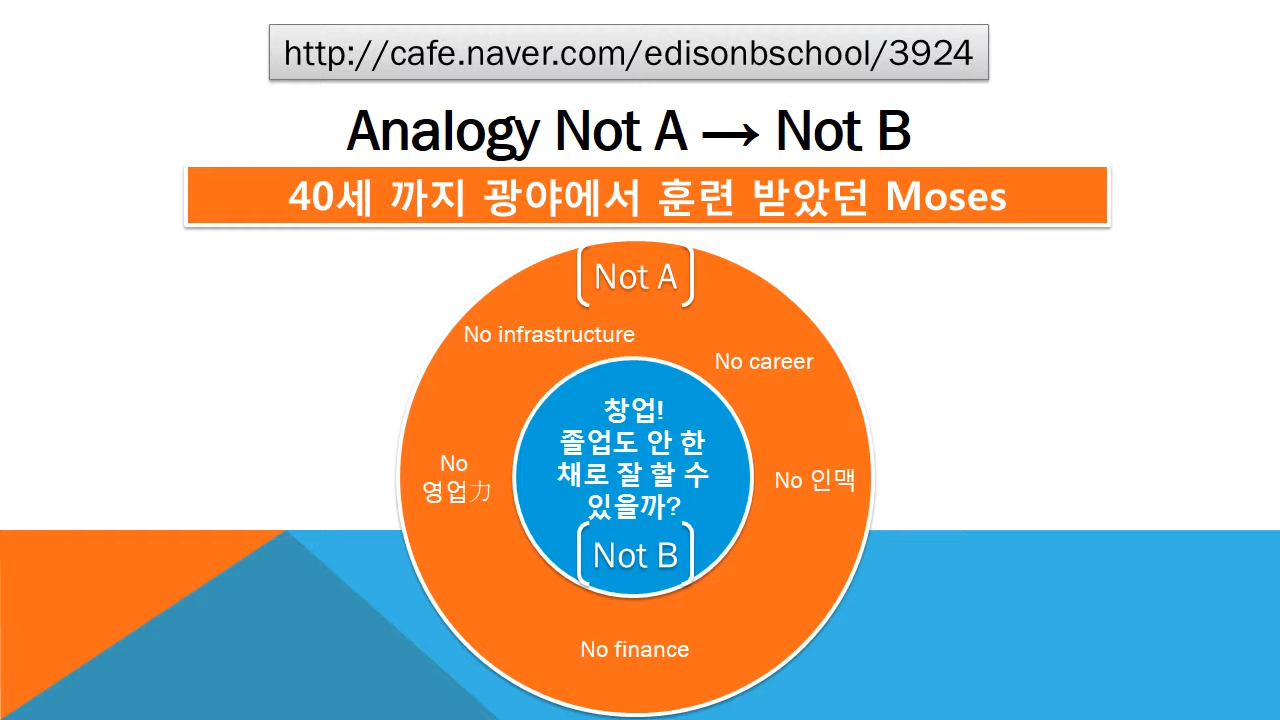 http://cafe.naver.com/edisonbschool/3924
Analogy Not A → Not B
40세 까지 광야에서 훈련 받았던 Moses
Not A
No infrastructure
No career
창업!
졸업도 안 한
채로 잘 할 수
있을까?
No
영업力
No 인맥
Not B
No finance